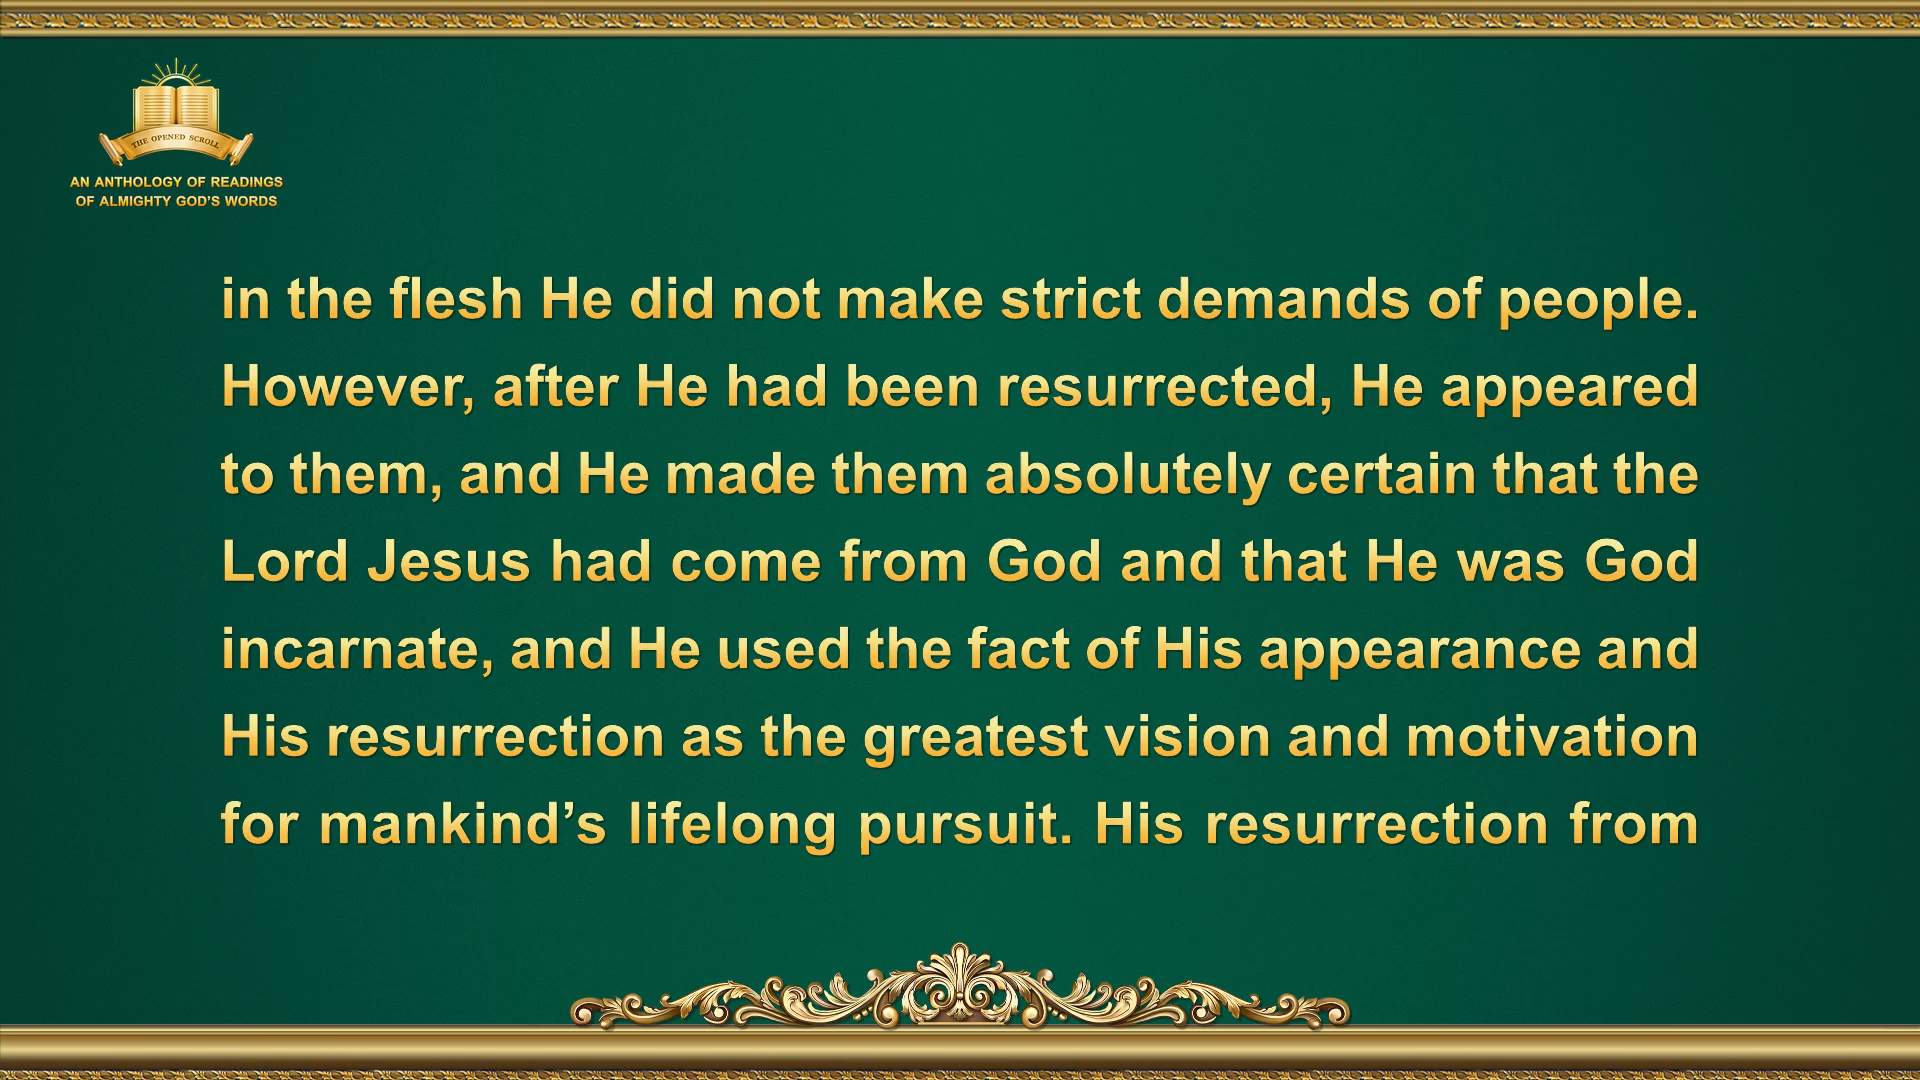 THE OPENED SCROLL
AN ANTHOLOGY OF READINGS
OF ALMIGHTY GOD'S WORDS
in the flesh He did not make strict demands of people.
However, after He had been resurrected, He appeared
to them, and He made them absolutely certain that the
Lord Jesus had come from God and that He was God
incarnate, and He used the fact of His appearance and
His resurrection as the greatest vision and motivation
for mankind’s lifelong pursuit. His resurrection from